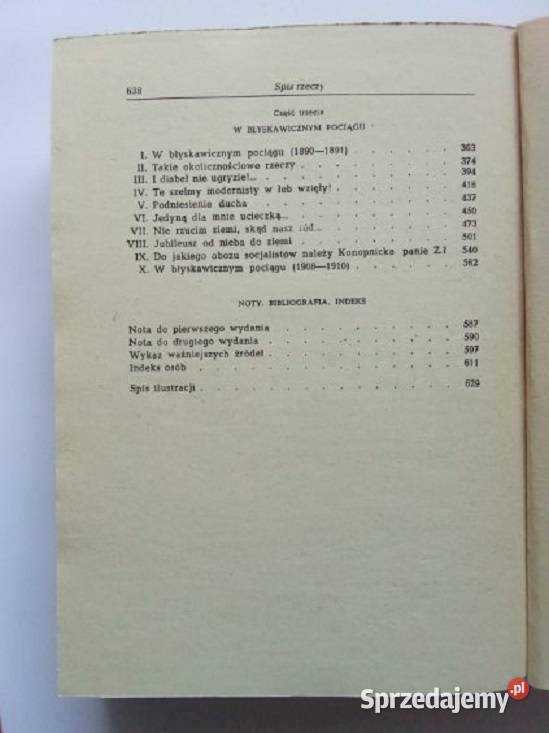 638 Spis rzeczy
Część trzecia
W BŁYSKAWICZNYM POCIĄGU
I. W błyskawicznym pociągu (1890—1891) . . . . . . 363
II. Takie okolicznościowe rzeczy . . . . . . . 374
III. I diabeł nie ugryzie!... . . . . . . . 394
IV. Te szelmy modernisty w łeb wzięły! . . . . . . 418
V. Podniesienie ducha . . . . . . . . 437
VI. Jedyną dla mnie ucieczką... . . . . . . . 450
VII. Nie rzucim ziemi, skąd nasz ród... . . . . . . 473
VIII. Jubileusz od nieba do ziemi . . . . . . . 501
IX. Do jakiego obozu socjalistów należy Konopnicka panie Z.? 540
X. W błyskawicznym pociągu (1906—1910) . . . . . . 562
NOTY, BIBLIOGRAFIA, INDEKS
Nota do pierwszego wydania . . . . . . . . 587
Nota do drugiego wydania . . . . . . . . 590
Wykaz ważniejszych źródeł . . . . . . . . 597
Indeks osób . . . . . . . . . . 611
Spis ilustracji . . . . . . . . . . 629
Sprzedajemy.pl